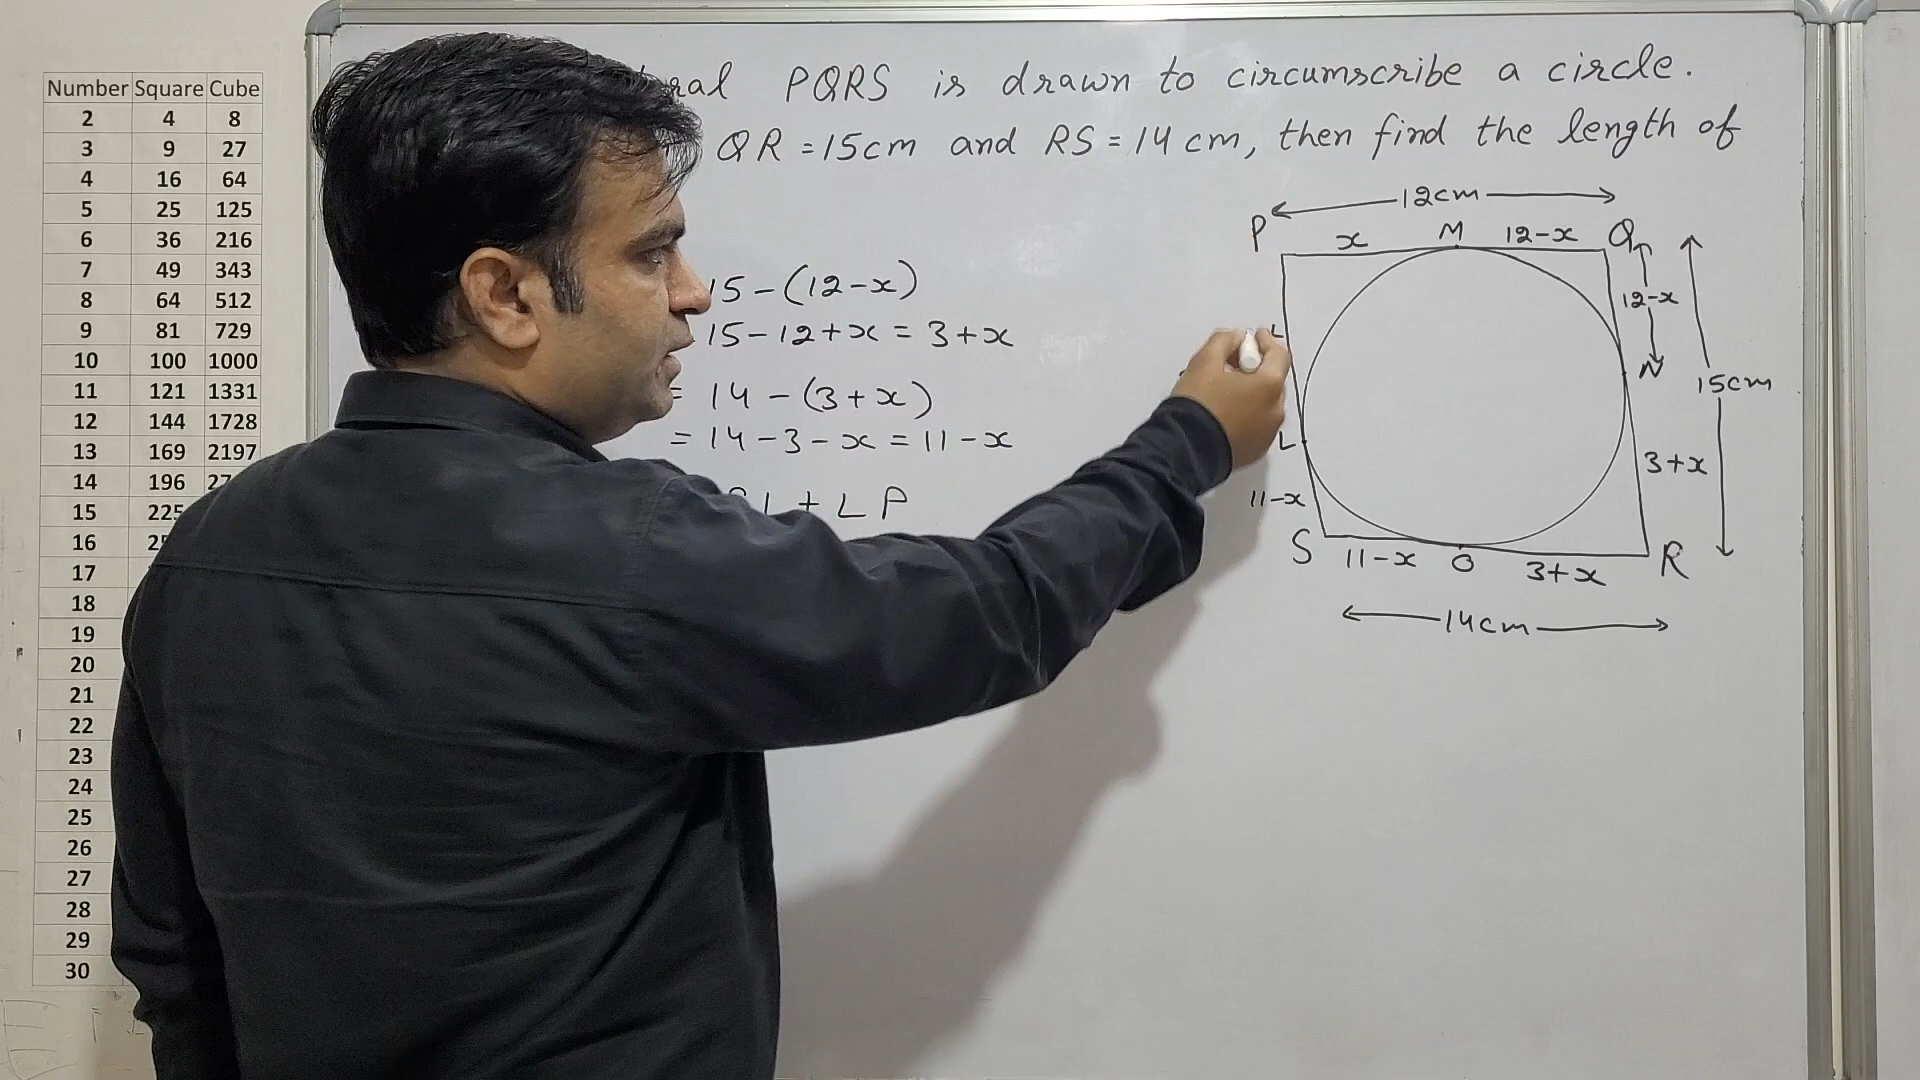 Number Square Cube
2 4 8
3 9 27
4 16 64
5 25 125
6 36 216
7 49 343
8 64 512
9 81 729
10 100 1000
11 121 1331
12 144 1728
13 169 2197
14 196
15 225
16
17
18
19
20
21
22
23
24
25
26
27
28
29
30
PQRS is drawn to circumscribe a circle.
QR = 15cm and RS = 14 cm, then find the length of
15 - (12 - x)
15 - 12 + x = 3 + x
= 14 - (3 + x)
= 14 - 3 - x = 11 - x
+ LP
12cm
P x M 12-x Q
12-x
N
15cm
L
3+x
11-x
S 11-x O 3+x R
14cm